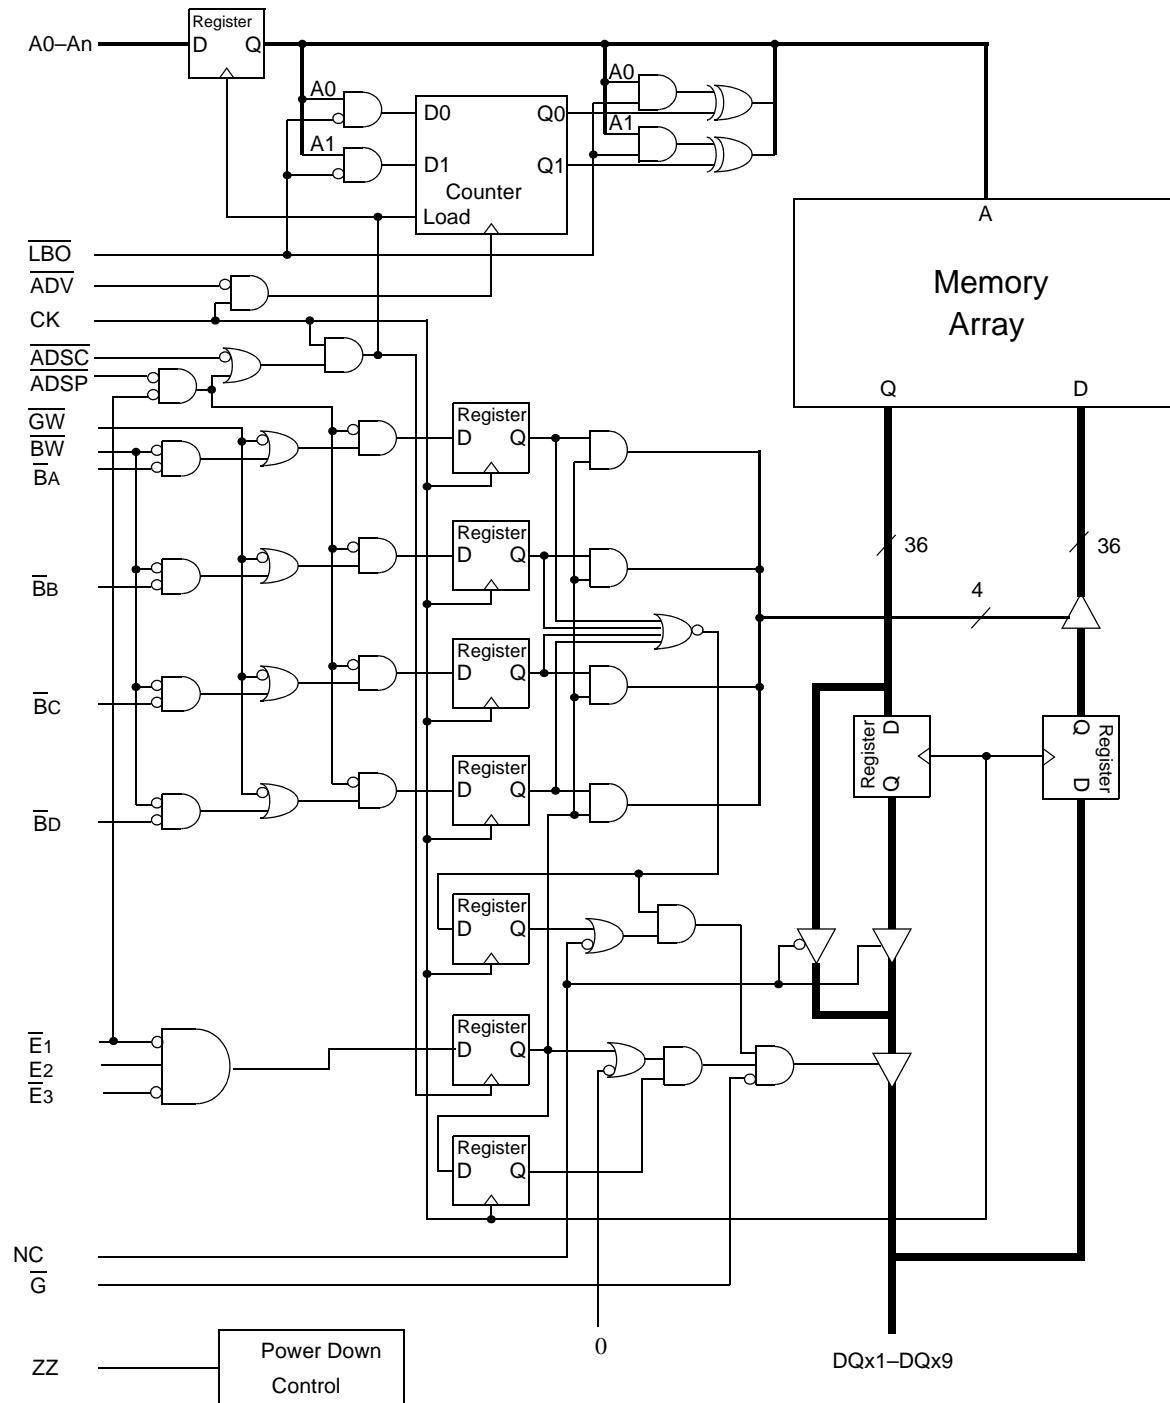 Register
A0–An
D Q
A0
A0
D0 Q0
A1
A1
D1 Q1
Counter
Load
A
LBO
ADV
CK
ADSC
ADSP
Memory
Array
Q D
GW
BW
BA
Register
D Q
36 36
BB
Register
D Q
4
BC
Register
D Q
D
Register
Q
Q
Register
D
BD
Register
D Q
Register
D Q
E1
E2
E3
Register
D Q
Register
D Q
NC
G
0
DQx1–DQx9
ZZ
Power Down
Control